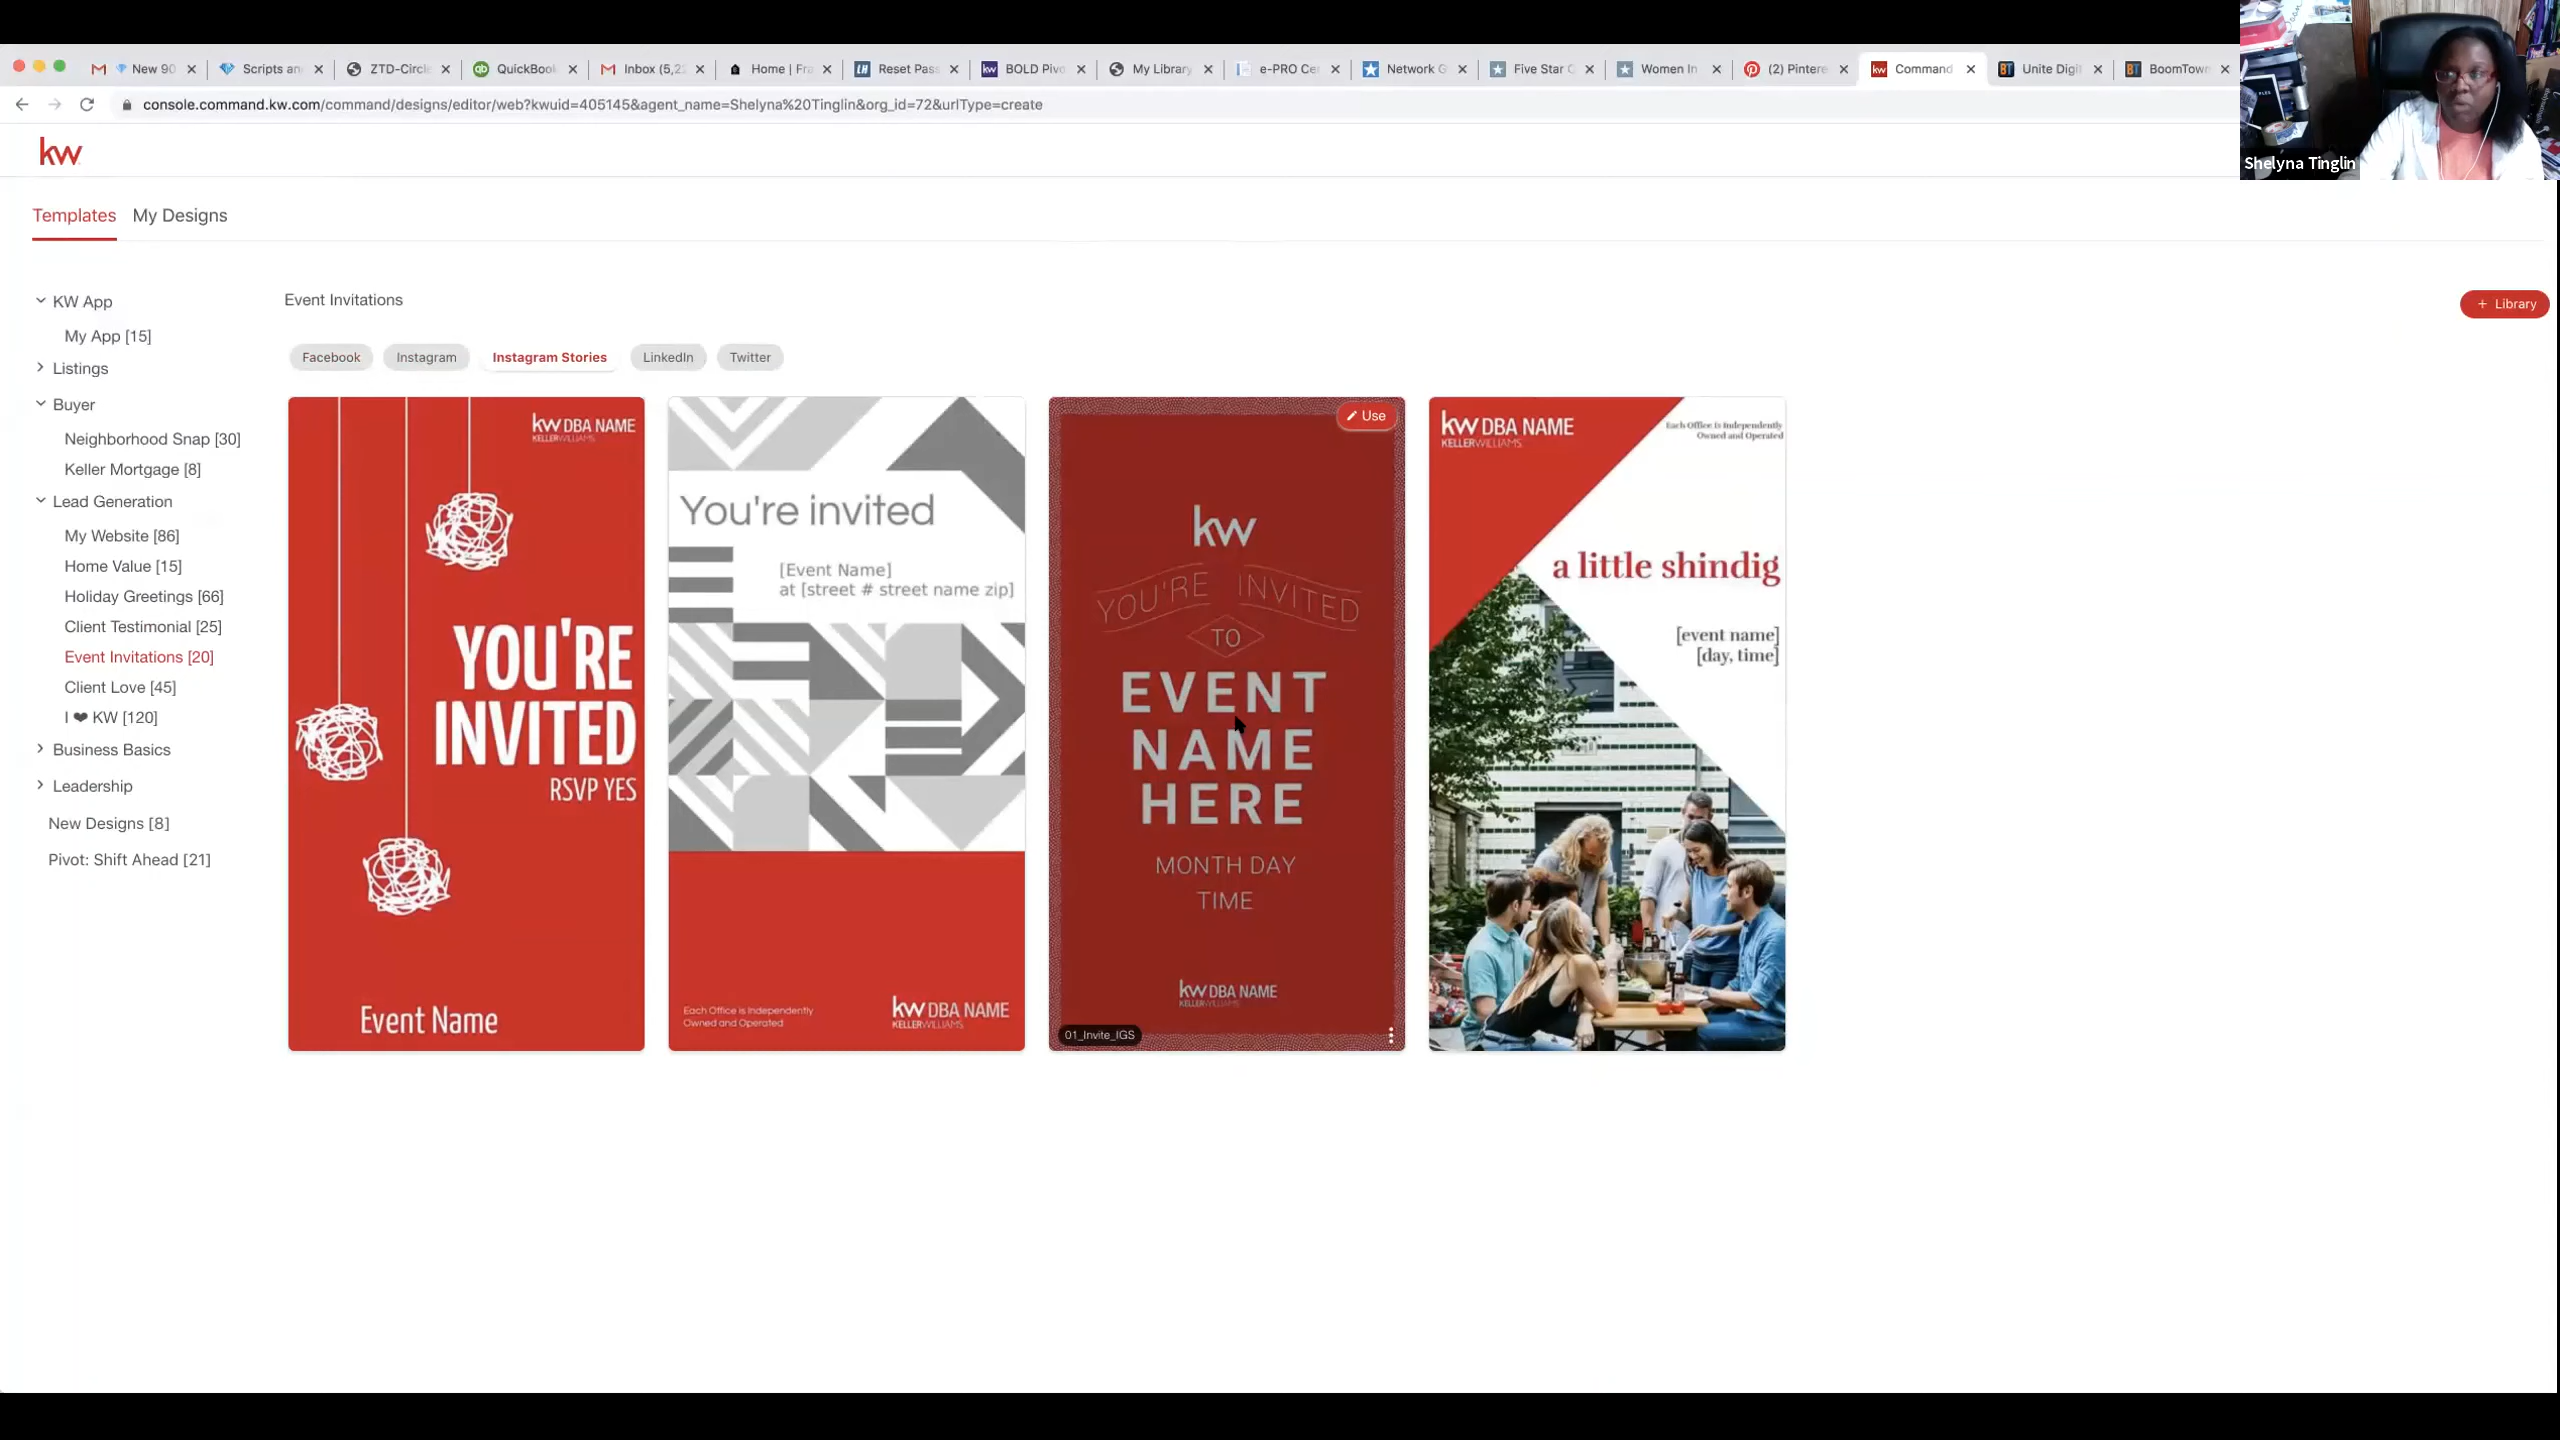 New 90
Scripts an
ZTD-Circle
QuickBook
Inbox (5,2
Home | Fra
Reset Pas
BOLD Pivo
My Library
e-PRO Cer
Network G
Five Star C
Women In
(2) Pintere
Command
Unite Digit
BoomTown
console.command.kw.com/command/designs/editor/web?kwuid=405145&agent_name=Shelyna%20Tinglin&org_id=72&urlType=create
Shelyna Tinglin
kw
Templates
My Designs
KW App
My App [15]
Listings
Buyer
Neighborhood Snap [30]
Keller Mortgage [8]
Lead Generation
My Website [86]
Home Value [15]
Holiday Greetings [66]
Client Testimonial [25]
Event Invitations [20]
Client Love [45]
I ❤ KW [120]
Business Basics
Leadership
New Designs [8]
Pivot: Shift Ahead [21]
Event Invitations
+ Library
Facebook
Instagram
Instagram Stories
LinkedIn
Twitter
kw DBA NAME
KELLERWILLIAMS
YOU'RE
INVITED
RSVP YES
Event Name
You're invited
[Event Name]
at [street # street name zip]
Each Office is Independently
Owned and Operated
kw DBA NAME
KELLERWILLIAMS
Use
kw
YOU'RE INVITED
TO
EVENT
NAME
HERE
MONTH DAY
TIME
kw DBA NAME
KELLERWILLIAMS
01_Invite_IGS
kw DBA NAME
KELLERWILLIAMS
Each Office is Independently
Owned and Operated
a little shindig
[event name]
[day, time]